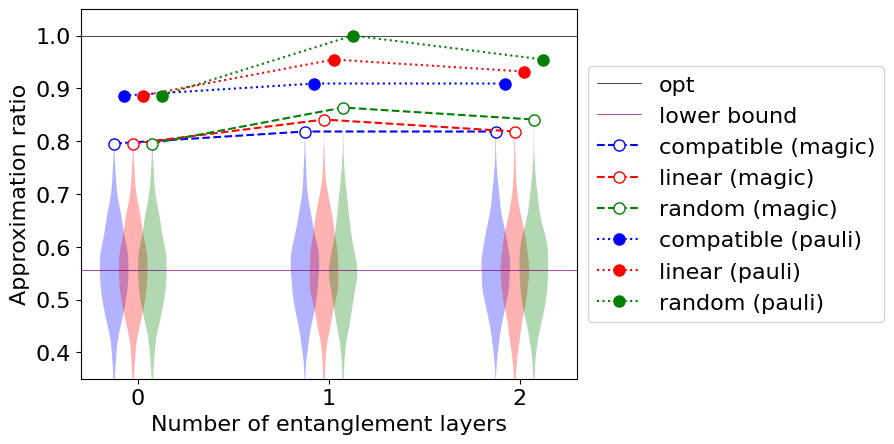 1.0
0.9
0.8
0.7
0.6
0.5
0.4
Approximation ratio
0 1 2
Number of entanglement layers
opt
lower bound
compatible (magic)
linear (magic)
random (magic)
compatible (pauli)
linear (pauli)
random (pauli)